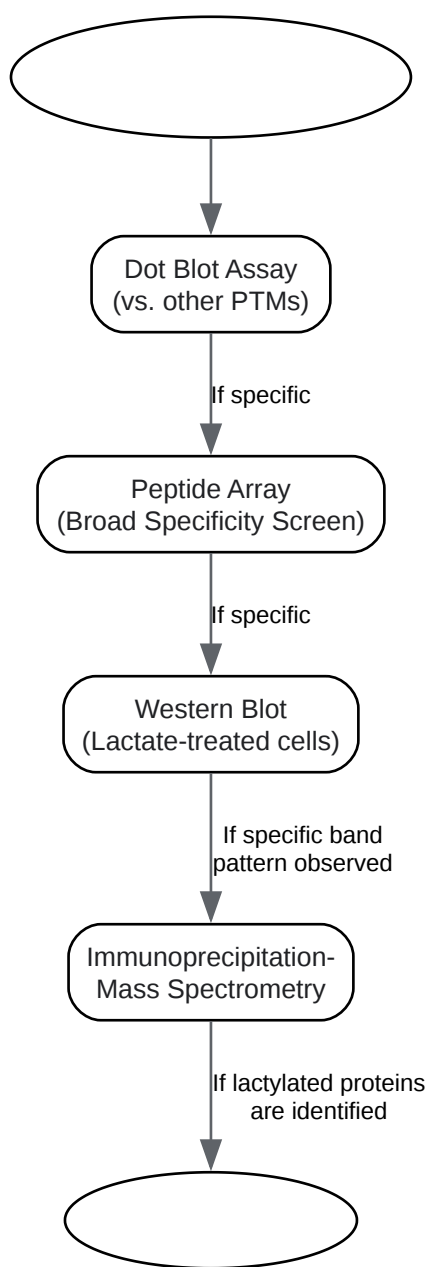 Dot Blot Assay
(vs. other PTMs)
If specific
Peptide Array
(Broad Specificity Screen)
If specific
Western Blot
(Lactate-treated cells)
If specific band
pattern observed
Immunoprecipitation-
Mass Spectrometry
If lactylated proteins
are identified